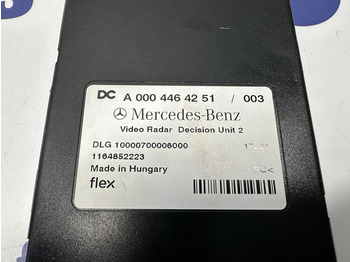 DC A 000 446 42 51 / 003
Mercedes-Benz
Video Radar Decision Unit 2
DLG 10000700006000
1164852223
Made in Hungary
flex